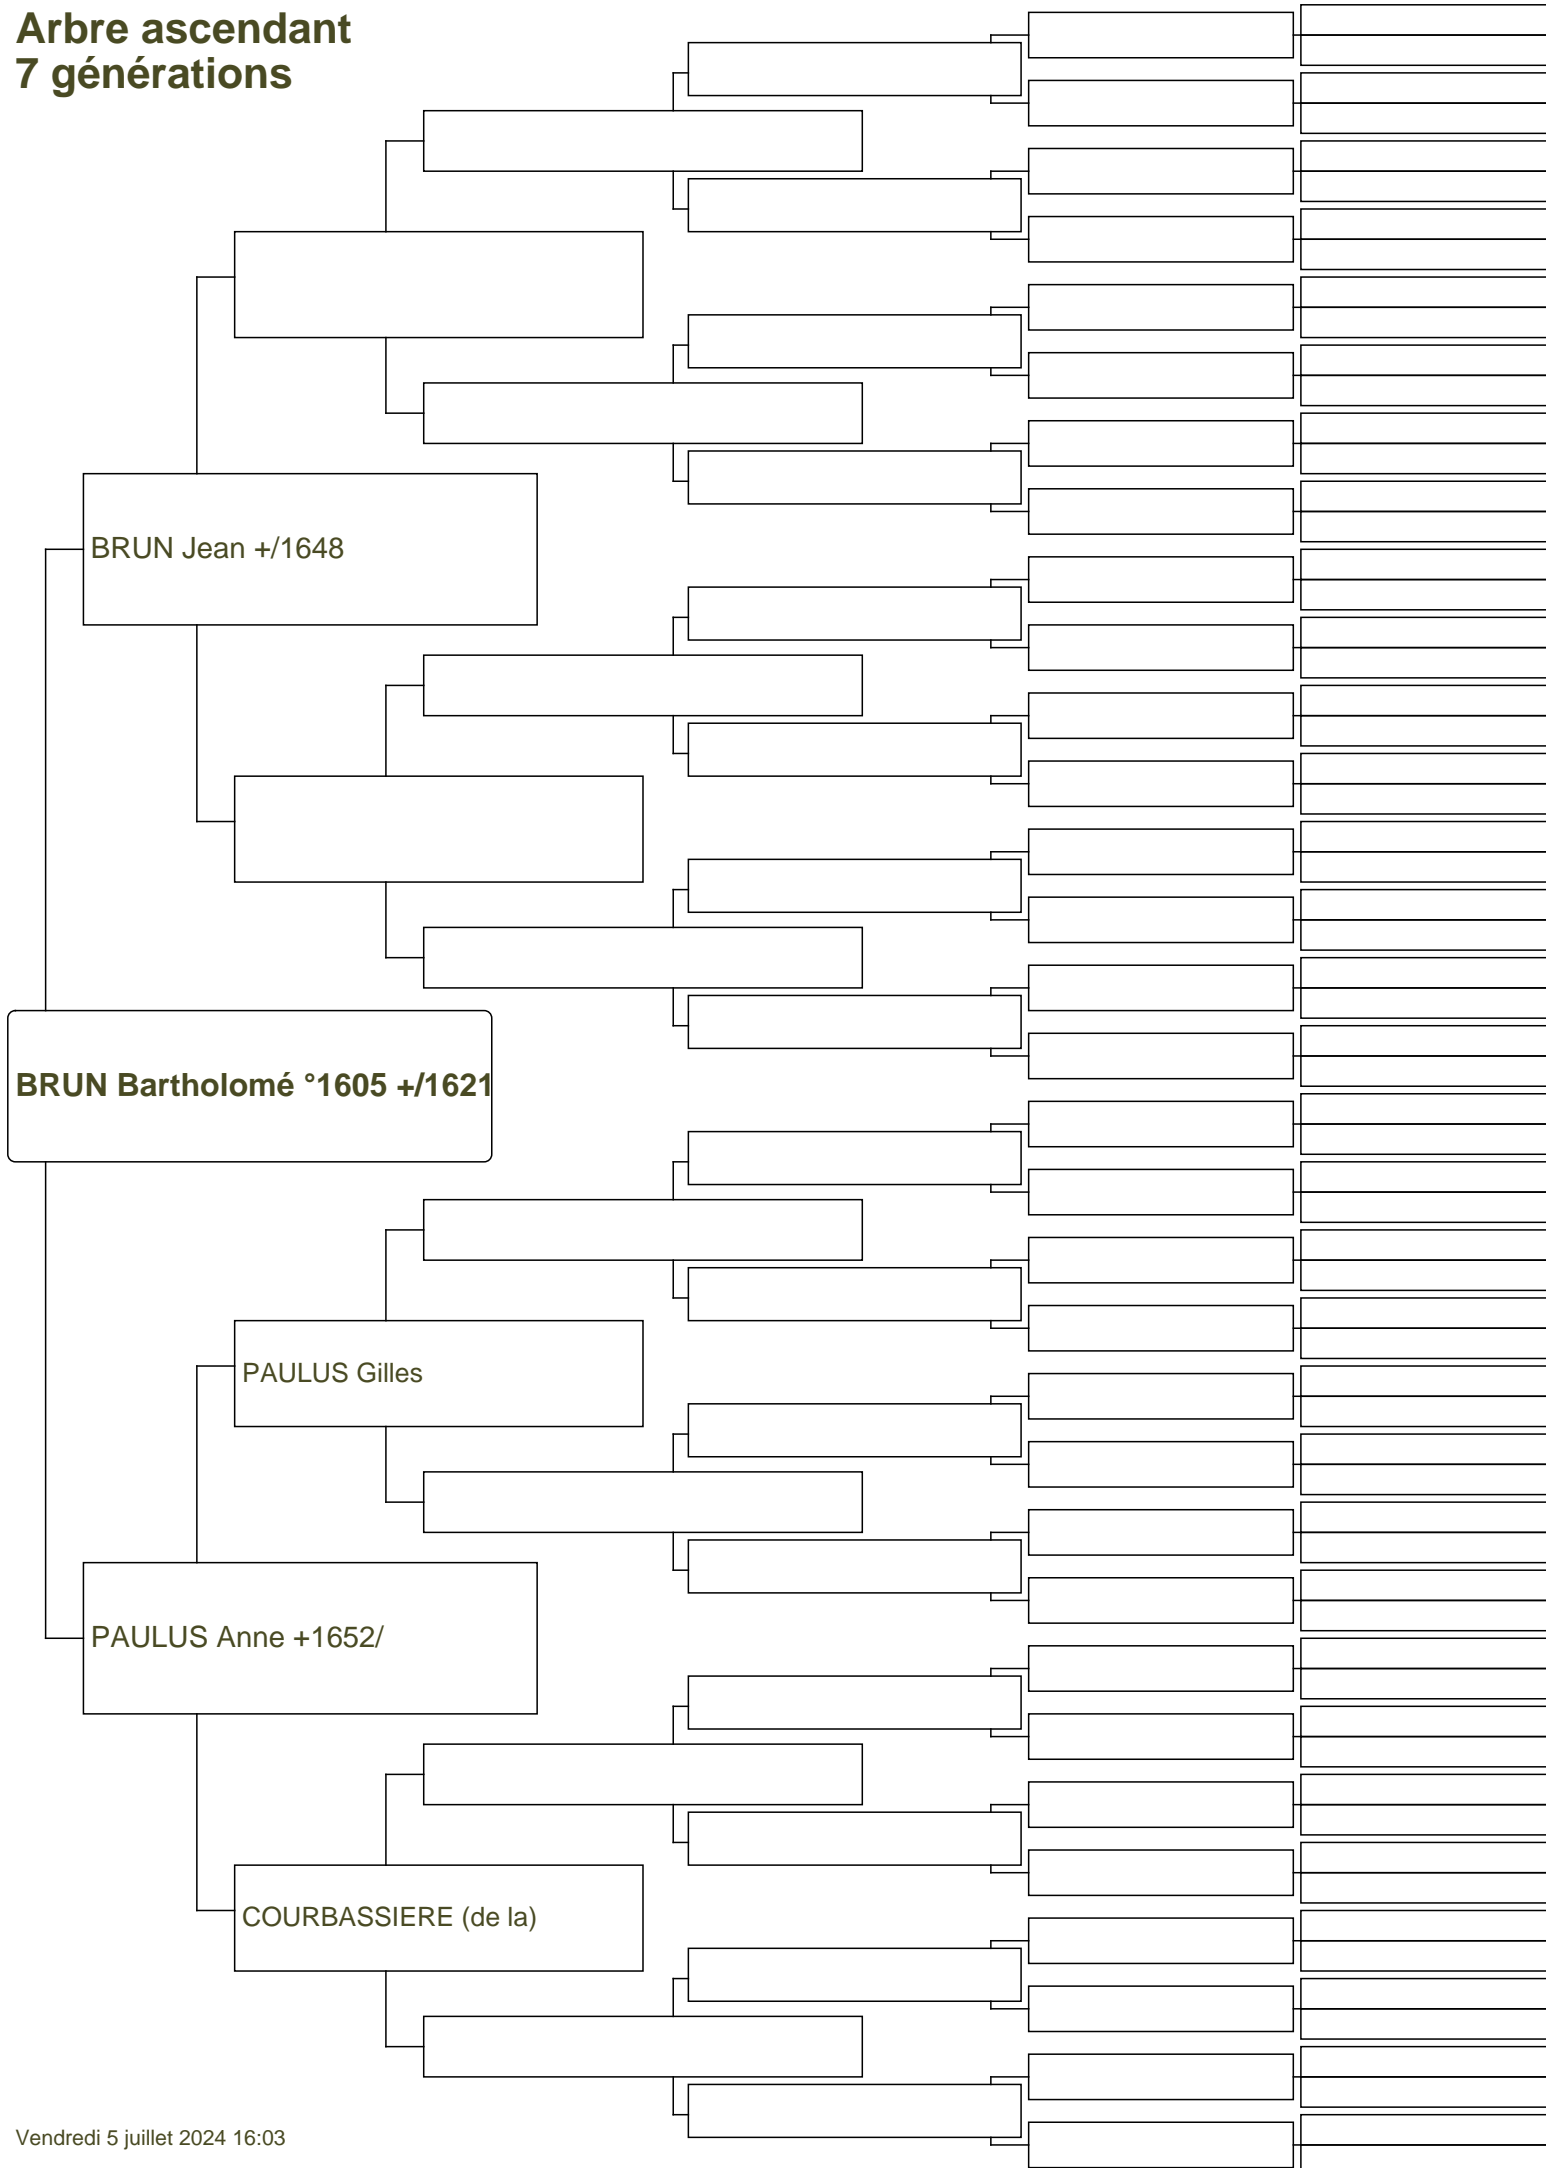 Arbre ascendant
7 générations
BRUN Jean +/1648
BRUN Bartholomé °1605 +/1621
PAULUS Gilles
PAULUS Anne +1652/
COURBASSIERE (de la)
Vendredi 5 juillet 2024 16:03